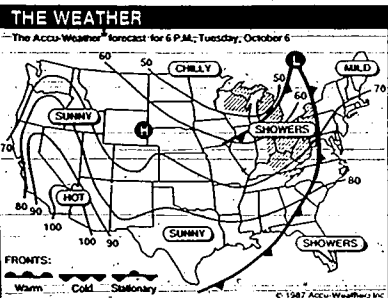 THE WEATHER
The Accu-Weather forecast for 6 P.M., Tuesday, October 6
60 50 CHILLY MILD
L
50
60
70
SUNNY
H
SHOWERS
70
80
HOT
80 90
100 100 90
SUNNY
SHOWERS
FRONTS:
Warm Cold Stationary
© 1987 Accu-Weather, Inc.